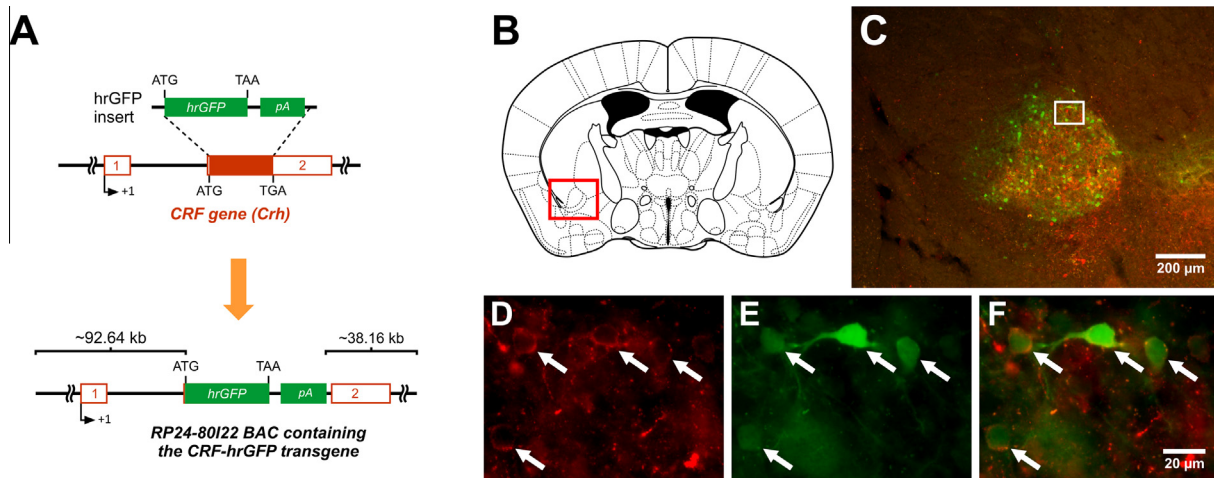 A
ATG
TAA
hrGFP
insert
hrGFP
pA
1
2
+1
ATG
TGA
CRF gene (Crh)
~92.64 kb
~38.16 kb
ATG
TAA
1
hrGFP
pA
2
+1
RP24-80I22 BAC containing
the CRF-hrGFP transgene
B
C
200 µm
D
E
F
20 µm